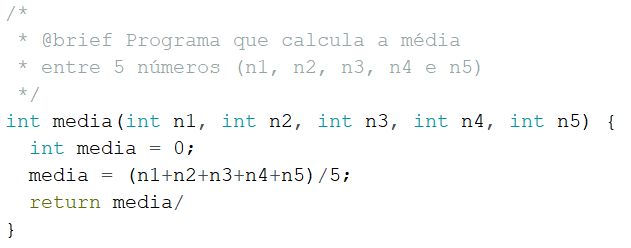 /*
 * @brief Programa que calcula a média
 * entre 5 números (n1, n2, n3, n4 e n5)
 */
int media(int n1, int n2, int n3, int n4, int n5) {
  int media = 0;
  media = (n1+n2+n3+n4+n5)/5;
  return media/
}